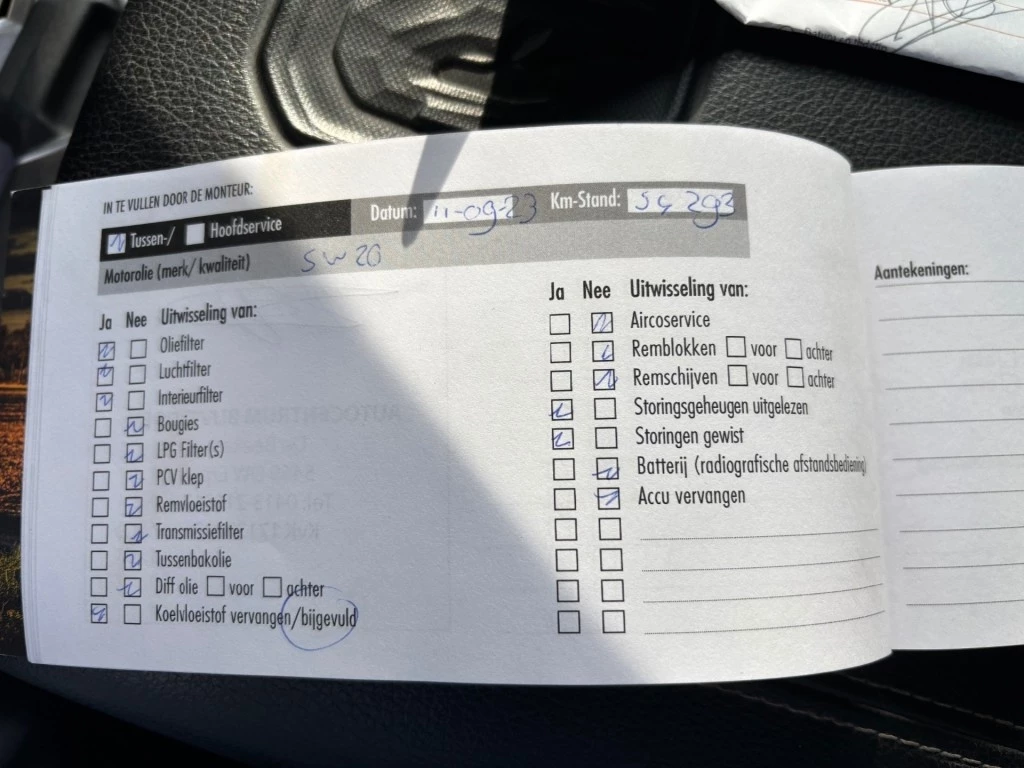 IN TE VULLEN DOOR DE MONTEUR:
Tussen-/ Hoofdservice Datum: 11-09-23 Km-Stand:
Motorolie (merk/ kwaliteit) 5w20
Ja Nee Uitwisseling van:
Oliefilter
Luchtfilter
Interieurfilter
Bougies
LPG Filter(s)
PCV klep
Remvloeistof
Transmissiefilter
Tussenbakolie
Diff olie voor achter
Koelvloeistof vervangen/bijgevuld
Ja Nee Uitwisseling van:
Aircoservice
Remblokken voor achter
Remschijven voor achter
Storingsgeheugen uitgelezen
Storingen gewist
Batterij (radiografische afstandsbediening)
Accu vervangen
Aantekeningen: